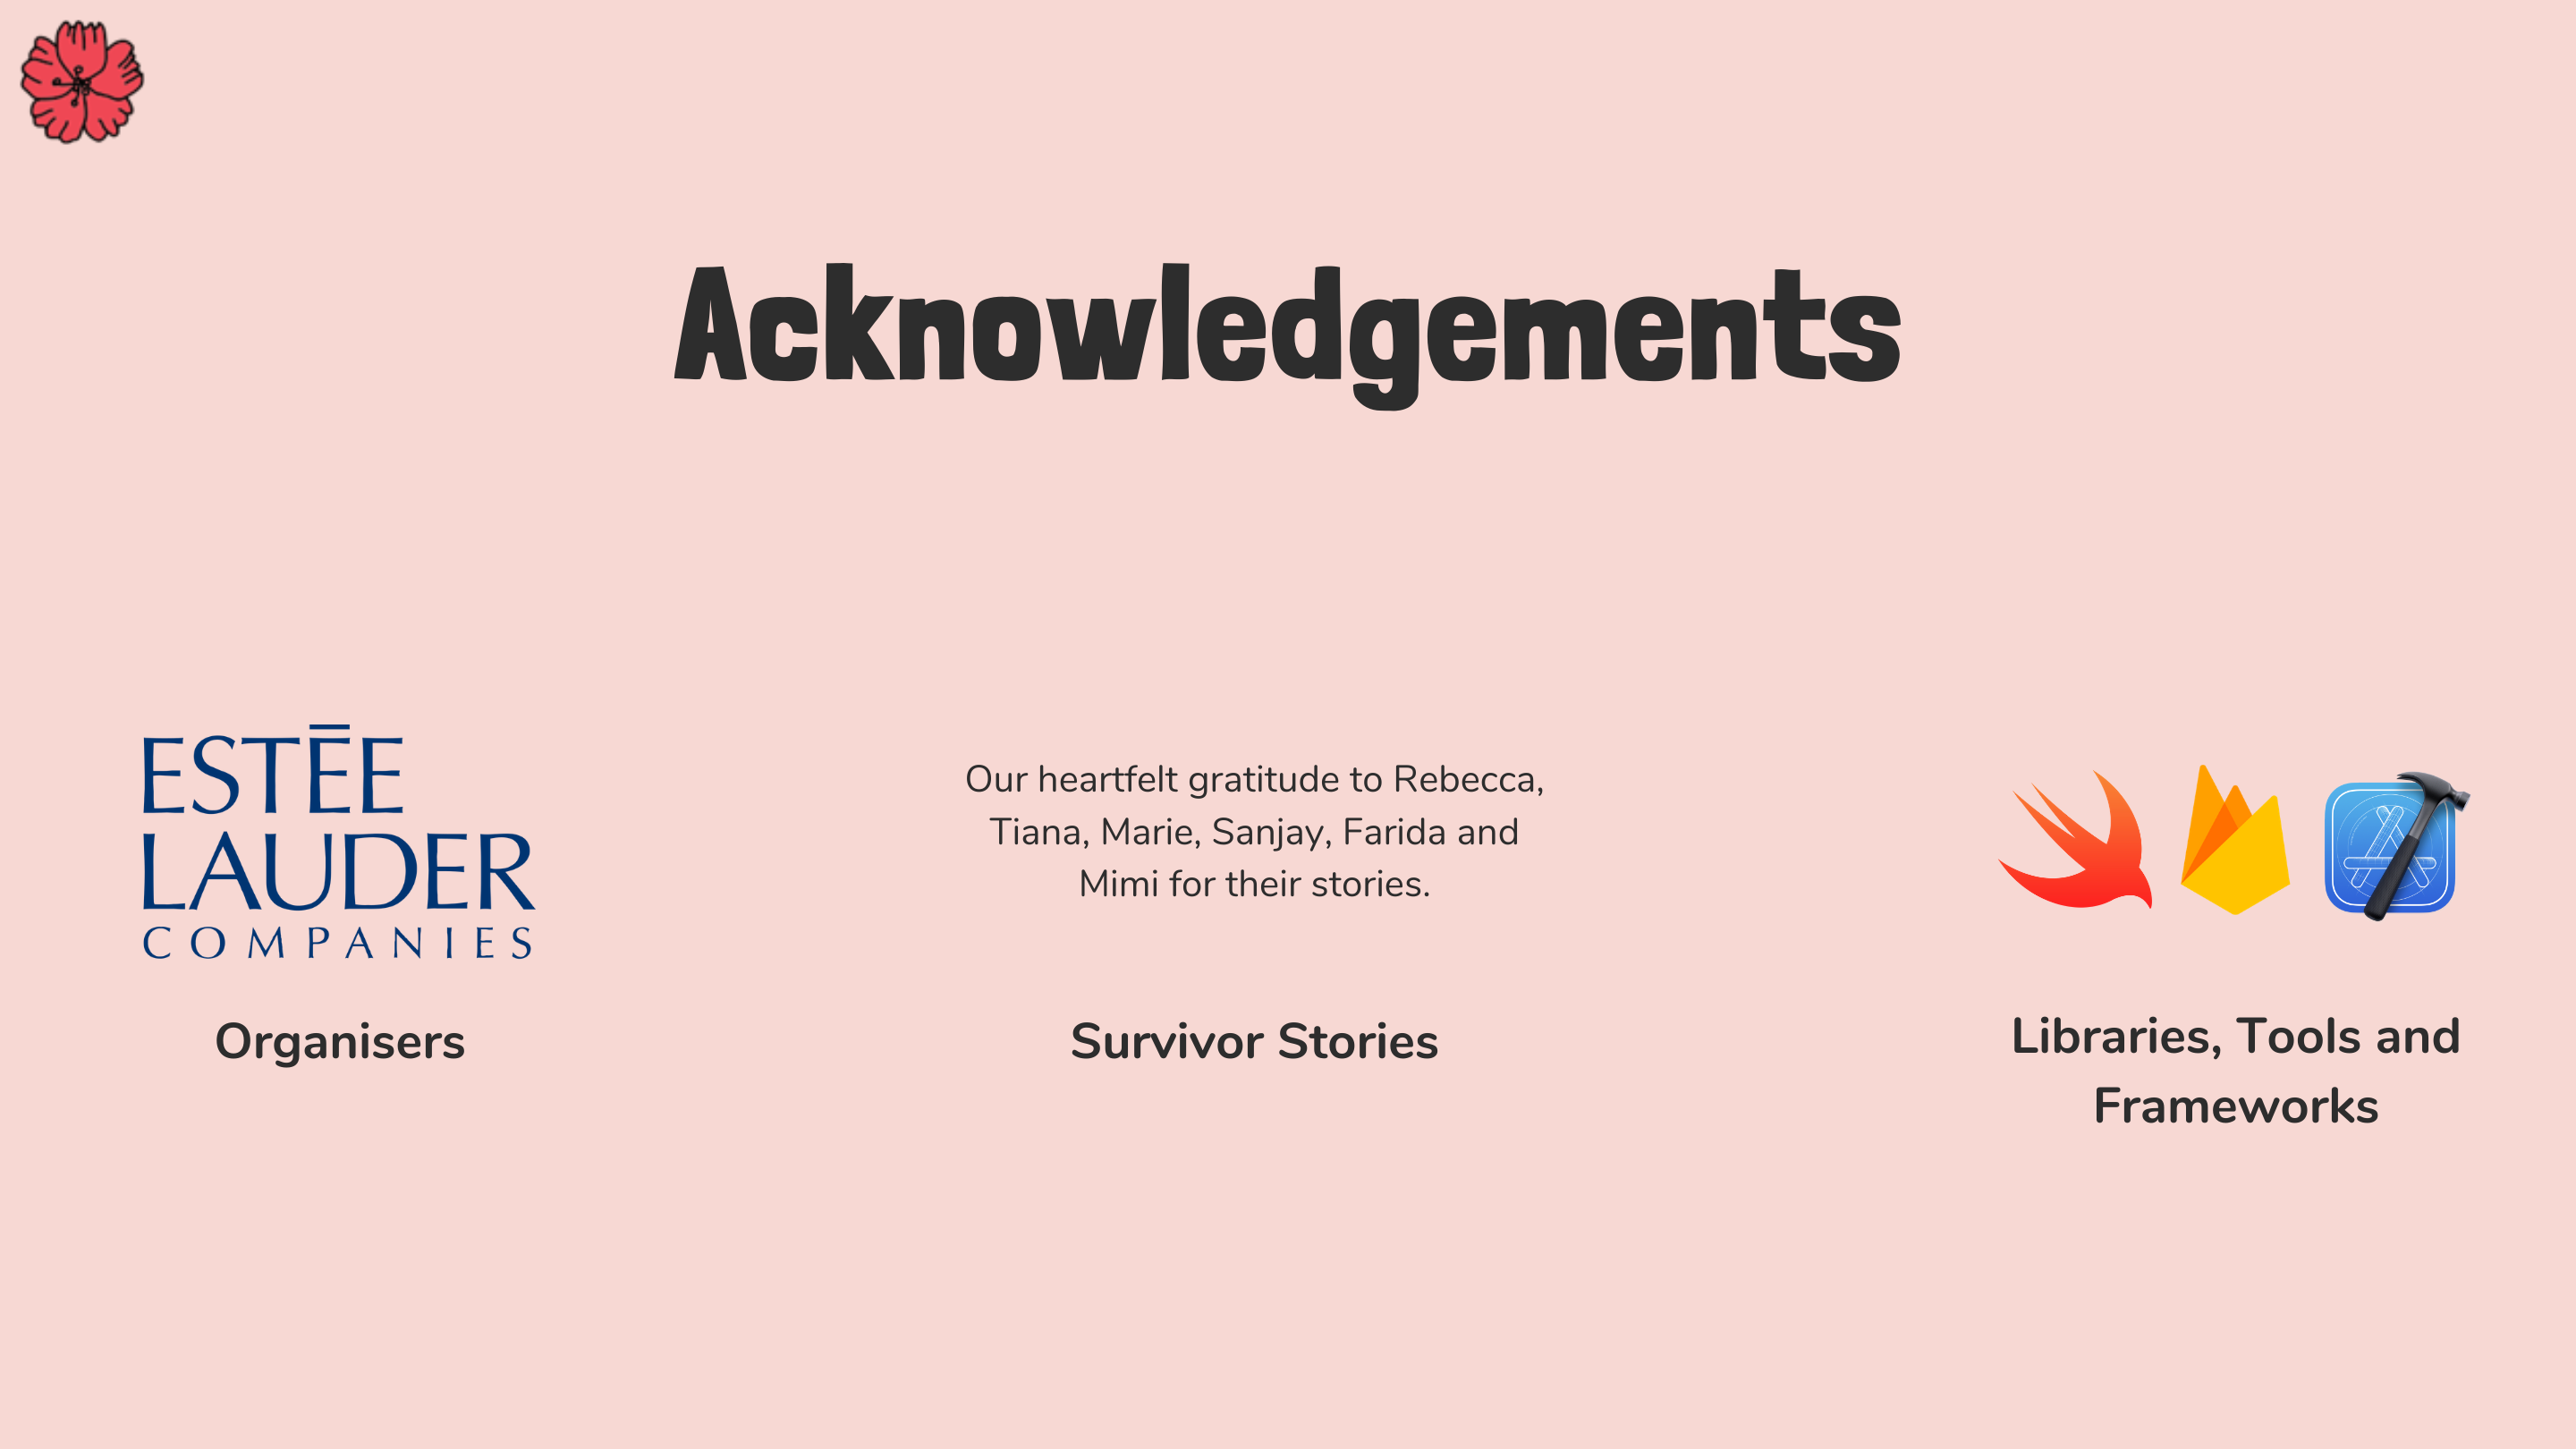 Acknowledgements
ESTĒE
LAUDER
COMPANIES
Organisers
Our heartfelt gratitude to Rebecca,
Tiana, Marie, Sanjay, Farida and
Mimi for their stories.
Survivor Stories
Libraries, Tools and
Frameworks